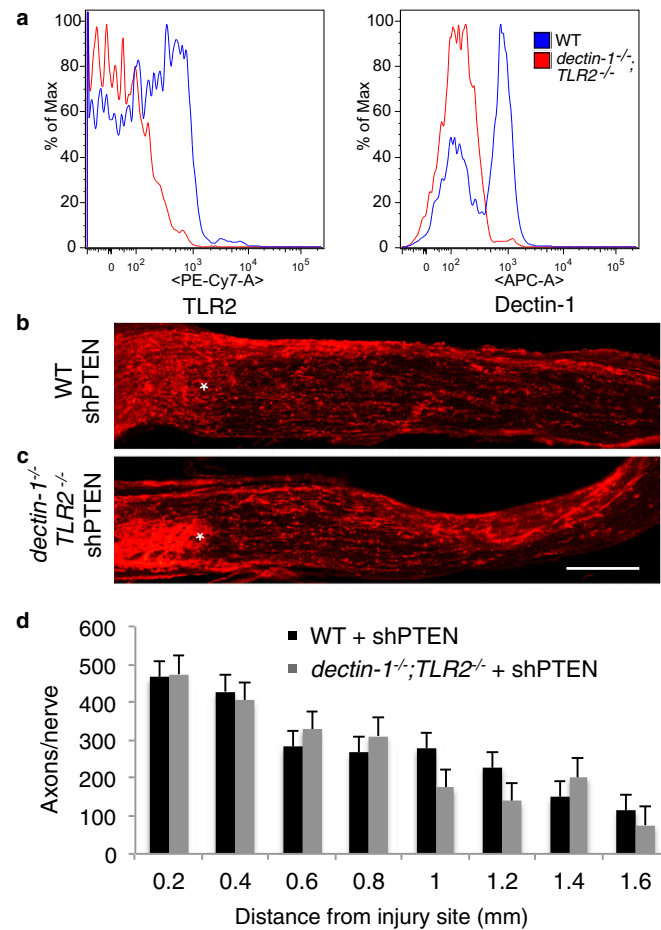 a
% of Max
100
80
60
40
20
0
0 10² 10³ 10⁴ 10⁵
<PE-Cy7-A>
TLR2
% of Max
100
80
60
40
20
0
0 10² 10³ 10⁴ 10⁵
<APC-A>
Dectin-1
WT
dectin-1-/-;
TLR2-/-
b
WT
shPTEN
*
c
dectin-1-/-
TLR2-/-
shPTEN
*
d
Axons/nerve
600
500
400
300
200
100
0
WT + shPTEN
dectin-1-/-;TLR2-/- + shPTEN
0.2 0.4 0.6 0.8 1 1.2 1.4 1.6
Distance from injury site (mm)